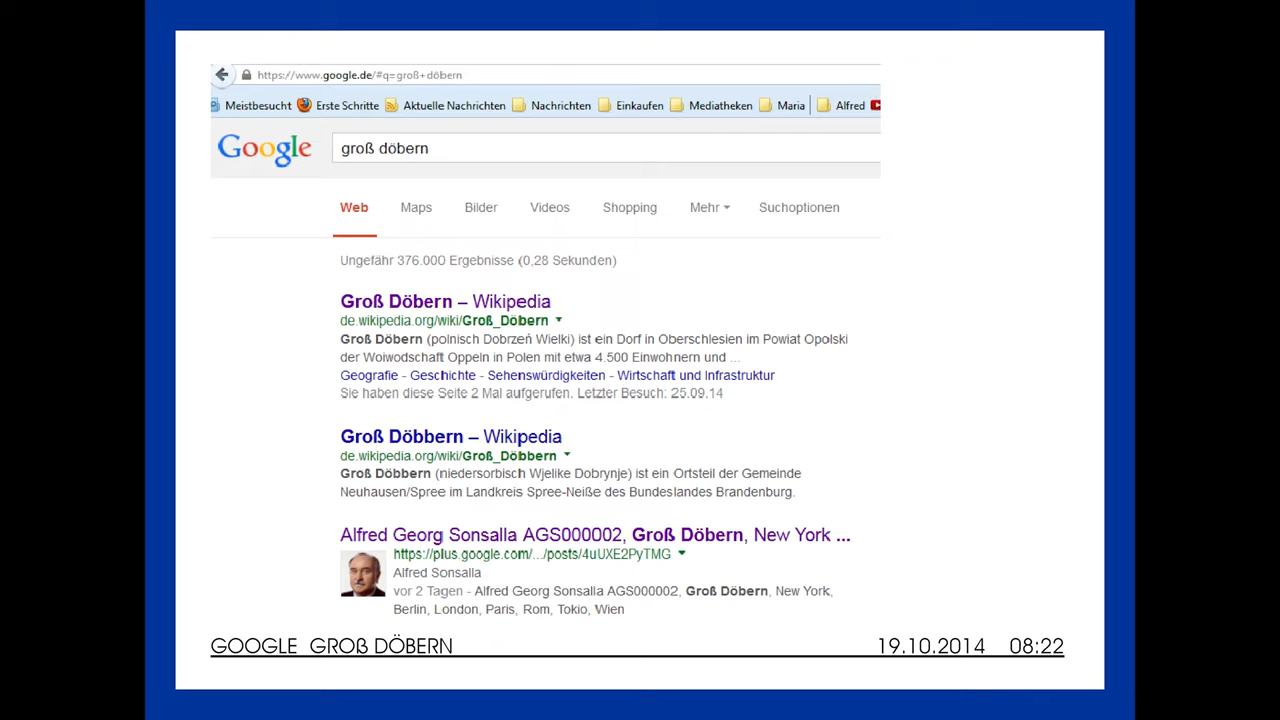 https://www.google.de/#q=groß+döbern
Meistbesucht Erste Schritte Aktuelle Nachrichten Nachrichten Einkaufen Mediatheken Maria Alfred
Google groß döbern
Web Maps Bilder Videos Shopping Mehr Suchoptionen
Ungefähr 376.000 Ergebnisse (0,28 Sekunden)
Groß Döbern – Wikipedia
de.wikipedia.org/wiki/Groß_Döbern
Groß Döbern (polnisch Dobrzeń Wielki) ist ein Dorf in Oberschlesien im Powiat Opolski
der Woiwodschaft Oppeln in Polen mit etwa 4.500 Einwohnern und ...
Geografie - Geschichte - Sehenswürdigkeiten - Wirtschaft und Infrastruktur
Sie haben diese Seite 2 Mal aufgerufen. Letzter Besuch: 25.09.14
Groß Döbbern – Wikipedia
de.wikipedia.org/wiki/Groß_Döbbern
Groß Döbbern (niedersorbisch Wjelike Dobrynje) ist ein Ortsteil der Gemeinde
Neuhausen/Spree im Landkreis Spree-Neiße des Bundeslandes Brandenburg.
Alfred Georg Sonsalla AGS000002, Groß Döbern, New York ...
https://plus.google.com/.../posts/4uUXE2PyTMG
Alfred Sonsalla
vor 2 Tagen - Alfred Georg Sonsalla AGS000002, Groß Döbern, New York,
Berlin, London, Paris, Rom, Tokio, Wien
GOOGLE GROß DÖBERN 19.10.2014 08:22